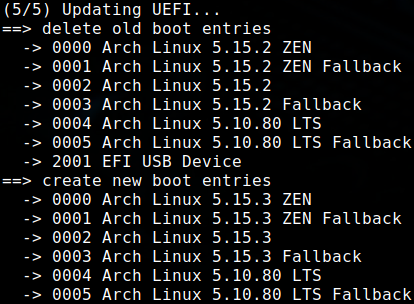 (5/5) Updating UEFI...
==> delete old boot entries
-> 0000 Arch Linux 5.15.2 ZEN
-> 0001 Arch Linux 5.15.2 ZEN Fallback
-> 0002 Arch Linux 5.15.2
-> 0003 Arch Linux 5.15.2 Fallback
-> 0004 Arch Linux 5.10.80 LTS
-> 0005 Arch Linux 5.10.80 LTS Fallback
-> 2001 EFI USB Device
==> create new boot entries
-> 0000 Arch Linux 5.15.3 ZEN
-> 0001 Arch Linux 5.15.3 ZEN Fallback
-> 0002 Arch Linux 5.15.3
-> 0003 Arch Linux 5.15.3 Fallback
-> 0004 Arch Linux 5.10.80 LTS
-> 0005 Arch Linux 5.10.80 LTS Fallback